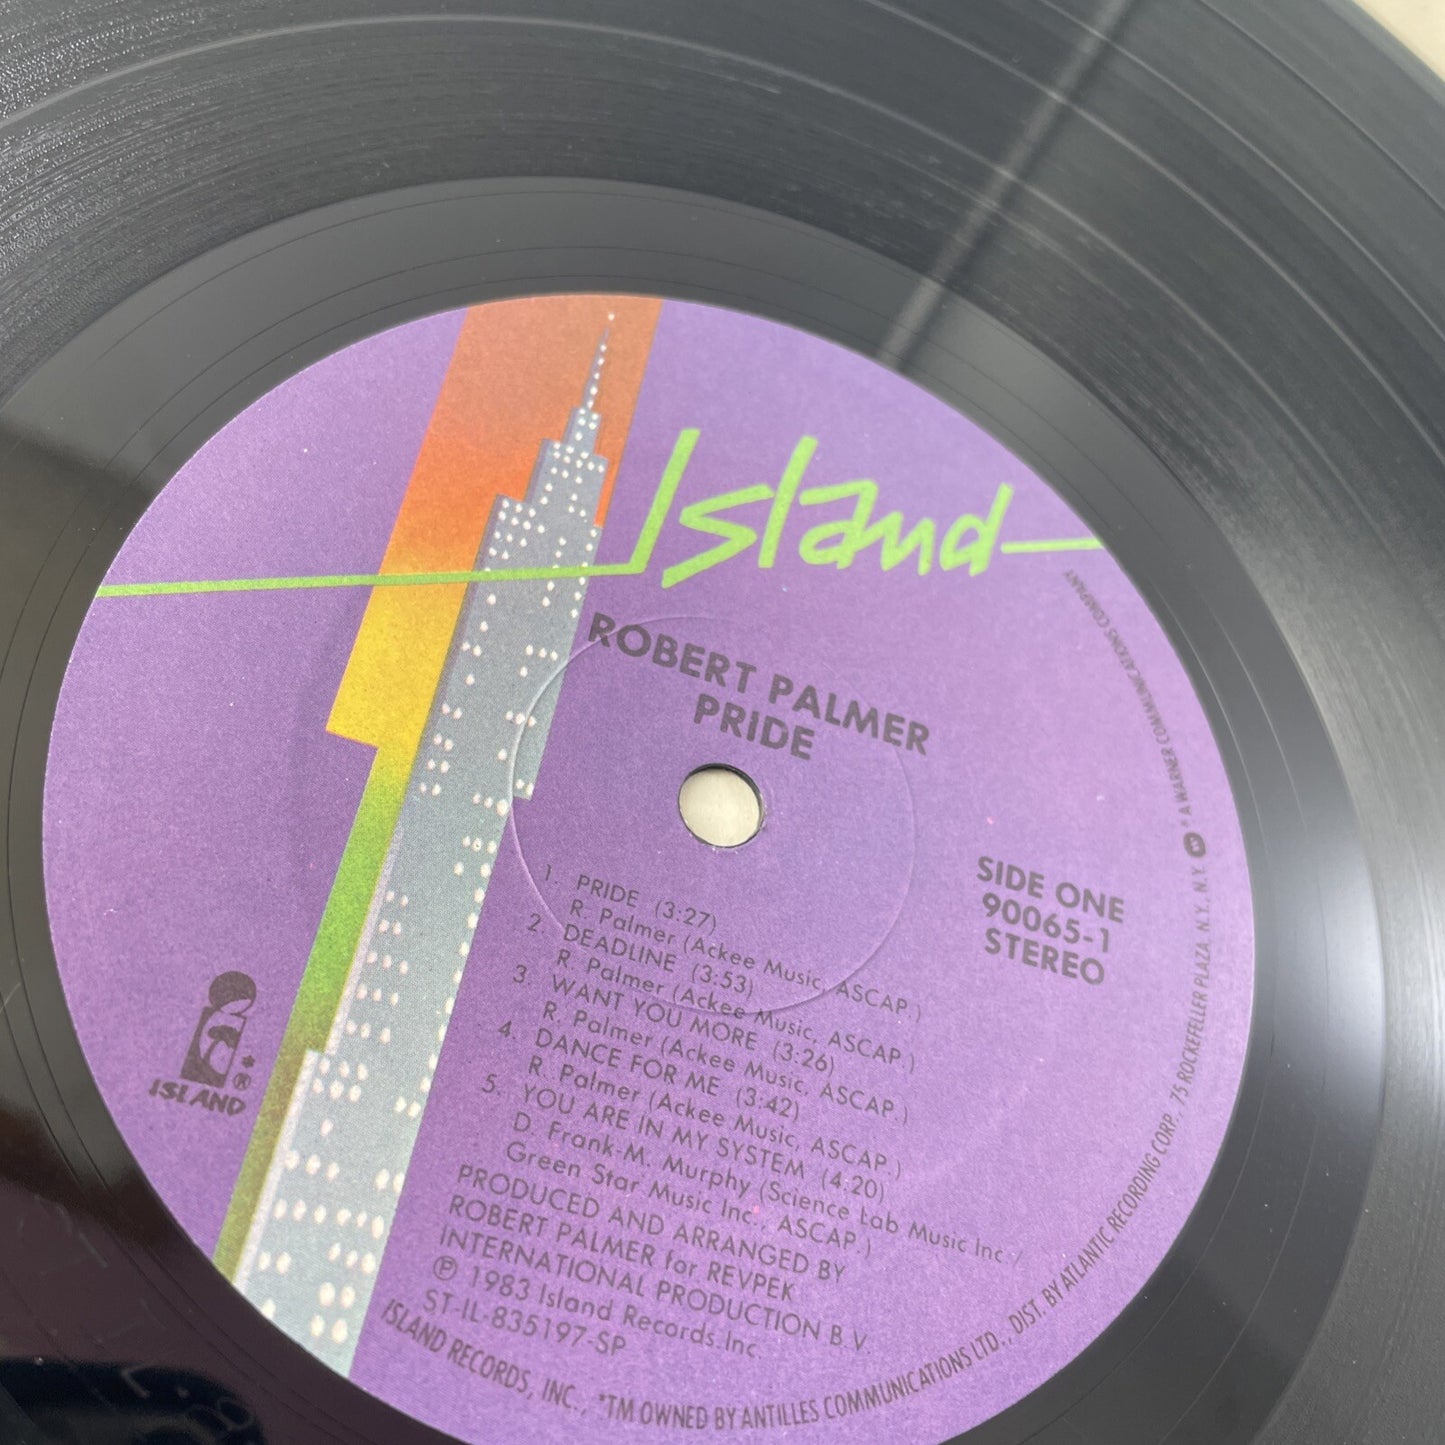 Island
ROBERT PALMER
PRIDE
SIDE ONE
90065-1
STEREO
1. PRIDE (3:27)
R. Palmer (Ackee Music, ASCAP.)
2. DEADLINE (3:53)
R. Palmer (Ackee Music, ASCAP.)
3. WANT YOU MORE (3:26)
R. Palmer (Ackee Music, ASCAP.)
4. DANCE FOR ME (3:42)
R. Palmer (Ackee Music, ASCAP.)
5. YOU ARE IN MY SYSTEM (4:20)
D. Frank-M. Murphy (Science Lab Music Inc./
Green Star Music Inc., ASCAP.)
PRODUCED AND ARRANGED BY
ROBERT PALMER for REVPEK
INTERNATIONAL PRODUCTION B.V.
℗ 1983 Island Records, Inc.
ST-IL-835197-SP
*®
ISLAND
ISLAND RECORDS, INC., *TM OWNED BY ANTILLES COMMUNICATIONS LTD., DIST. BY ATLANTIC RECORDING CORP., 75 ROCKEFELLER PLAZA, N.Y., N.Y. * A WARNER COMMUNICATIONS COMPANY